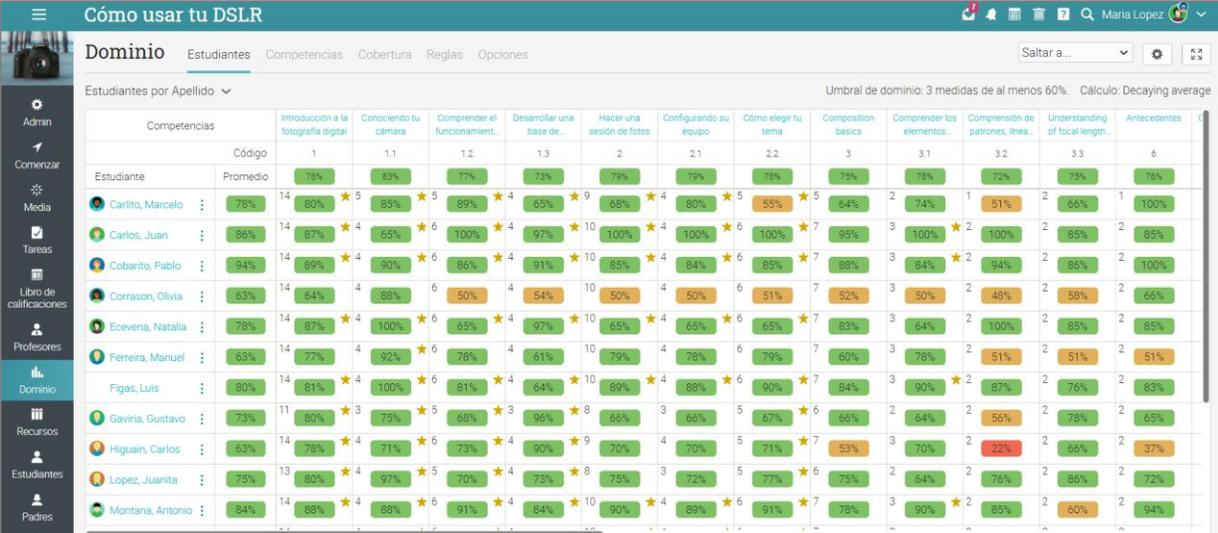 Cómo usar tu DSLR
7
Maria Lopez
Dominio Estudiantes Competencias Cobertura Reglas Opciones
Saltar a...
Admin
Comenzar
Media
Tareas
Libro de
calificaciones
Profesores
Dominio
Recursos
Estudiantes
Padres
Estudiantes por Apellido
Umbral de dominio: 3 medidas de al menos 60%. Cálculo: Decaying average
Competencias
Introducción a la
fotografía digital
Conociendo tu
cámara
Comprender el
funcionamient...
Desarrollar una
base de...
Hacer una
sesión de fotos
Configurando su
equipo
Cómo elegir tu
tema
Composition
basics
Comprender los
elementos...
Comprensión de
patrones, línea...
Understanding
of focal length...
Antecedentes
Código 1 1.1 1.2 1.3 2 2.1 2.2 3 3.1 3.2 3.3 6
Estudiante Promedio 78% 83% 77% 73% 79% 79% 78% 75% 78% 72% 75% 76%
Carlito, Marcelo 78% 14 80% 5 85% 5 89% 4 65% 9 68% 4 80% 5 55% 5 64% 2 74% 1 51% 2 66% 1 100%
Carlos, Juan 86% 14 87% 4 65% 6 100% 4 97% 10 100% 4 100% 6 100% 7 95% 3 100% 2 100% 2 85% 2 85%
Cobarito, Pablo 94% 14 89% 4 90% 6 86% 4 91% 10 85% 4 84% 6 85% 7 88% 3 84% 2 94% 2 86% 2 100%
Corrason, Olivia 63% 14 64% 4 88% 6 50% 4 54% 10 50% 4 50% 6 51% 7 52% 3 50% 2 48% 2 58% 2 66%
Eceveria, Natalia 78% 14 87% 4 100% 6 65% 4 97% 10 65% 4 65% 6 65% 7 83% 3 64% 2 100% 2 85% 2 85%
Ferreira, Manuel 63% 14 77% 4 92% 6 78% 4 61% 10 79% 4 78% 6 79% 7 60% 3 78% 2 51% 2 51% 2 51%
Figas, Luis 80% 14 81% 4 100% 6 81% 4 64% 10 89% 4 88% 6 90% 7 84% 3 90% 2 87% 2 76% 2 83%
Gaviria, Gustavo 73% 11 80% 3 75% 5 68% 3 96% 8 66% 3 66% 5 67% 6 66% 2 64% 2 56% 2 78% 2 65%
Higuain, Carlos 63% 14 78% 4 71% 6 73% 4 90% 9 70% 4 70% 5 71% 7 53% 3 70% 2 22% 2 66% 2 37%
Lopez, Juanita 75% 13 80% 4 97% 5 70% 4 73% 8 75% 3 72% 5 77% 6 75% 2 64% 2 76% 2 86% 2 72%
Montana, Antonio 84% 14 88% 4 88% 6 91% 4 84% 10 90% 4 89% 6 91% 7 78% 3 90% 2 85% 2 60% 2 94%